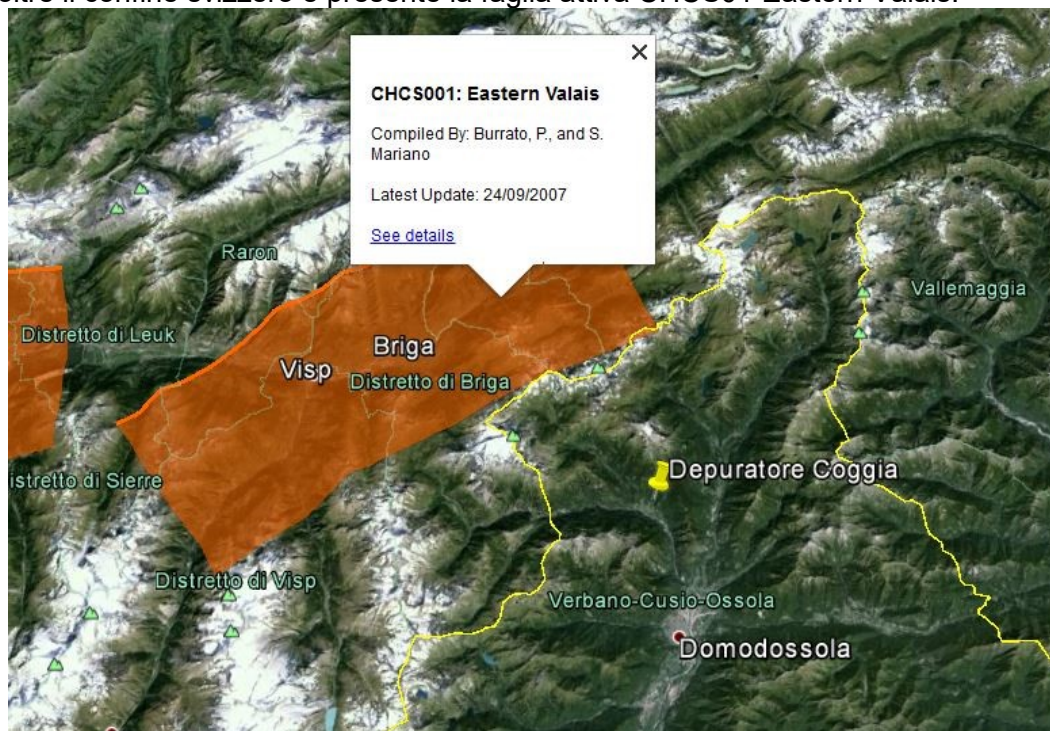 oltre il confine svizzero è presente la faglia attiva CHCS01 Eastern Valais.
CHCS001: Eastern Valais
Compiled By: Burrato, P., and S.
Mariano
Latest Update: 24/09/2007
See details
Raron
Vallemaggia
Distretto di Leuk
Briga
Visp
Distretto di Briga
Depuratore Coggia
istretto di Sierre
Distretto di Visp
Verbano-Cusio-Ossola
Domodossola